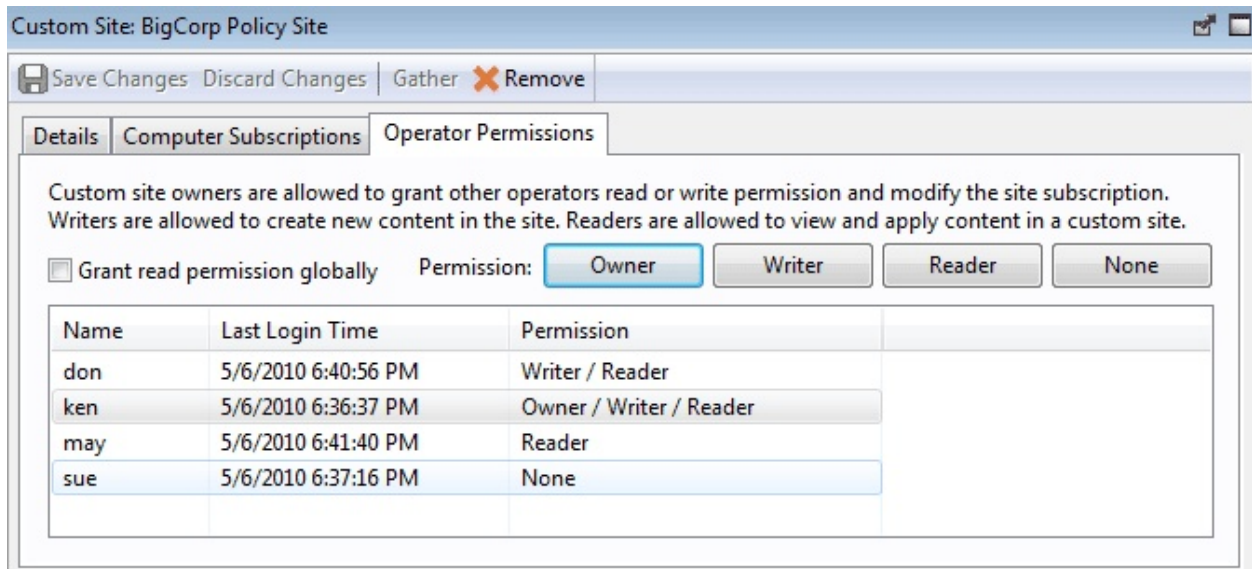 Custom Site: BigCorp Policy Site
Save Changes Discard Changes Gather Remove
Details Computer Subscriptions Operator Permissions
Custom site owners are allowed to grant other operators read or write permission and modify the site subscription.
Writers are allowed to create new content in the site. Readers are allowed to view and apply content in a custom site.
Grant read permission globally Permission: Owner Writer Reader None
Name Last Login Time Permission
don 5/6/2010 6:40:56 PM Writer / Reader
ken 5/6/2010 6:36:37 PM Owner / Writer / Reader
may 5/6/2010 6:41:40 PM Reader
sue 5/6/2010 6:37:16 PM None